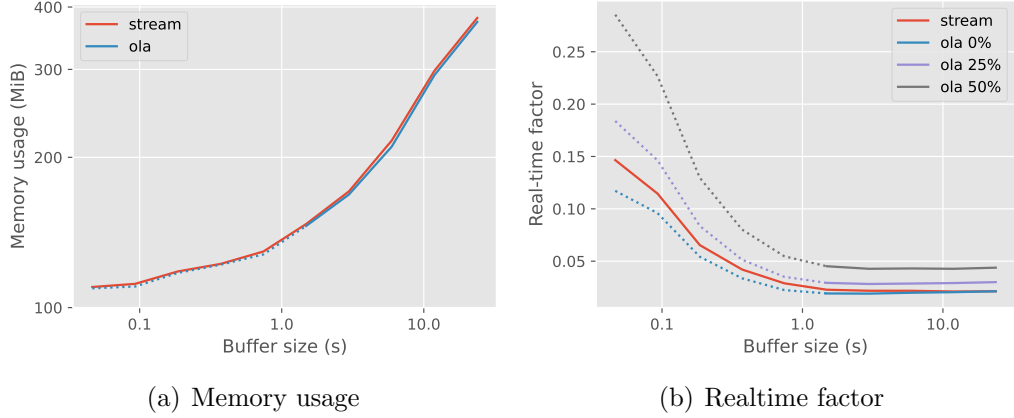 400
300
200
100
Memory usage (MiB)
stream
ola
0.1
1.0
10.0
Buffer size (s)
(a) Memory usage
0.25
0.20
0.15
0.10
0.05
Real-time factor
stream
ola 0%
ola 25%
ola 50%
0.1
1.0
10.0
Buffer size (s)
(b) Realtime factor